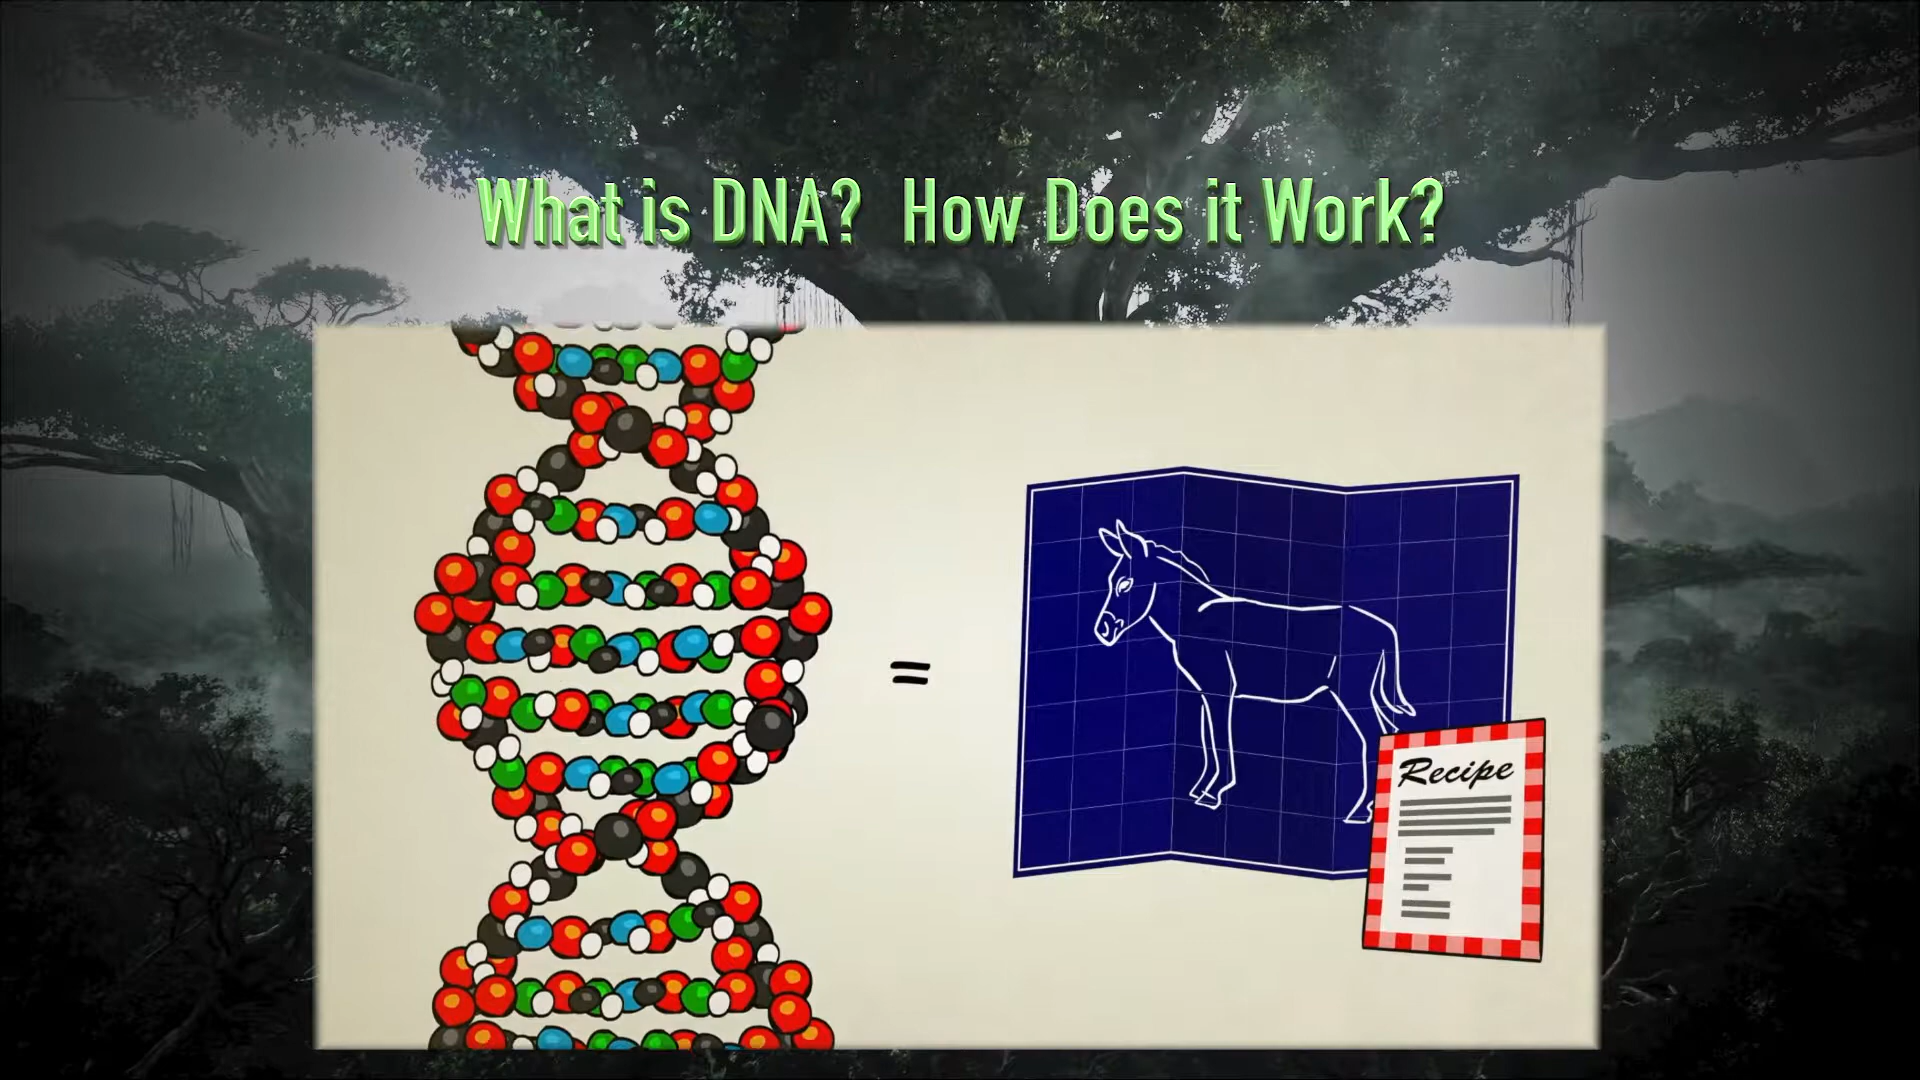 What is DNA? How Does it Work?
=
Recipe